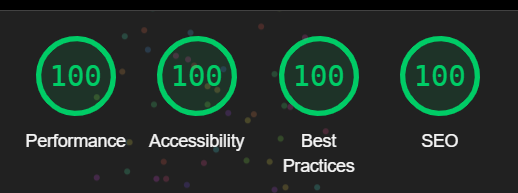 100 100 100 100
Performance Accessibility Best SEO
Practices